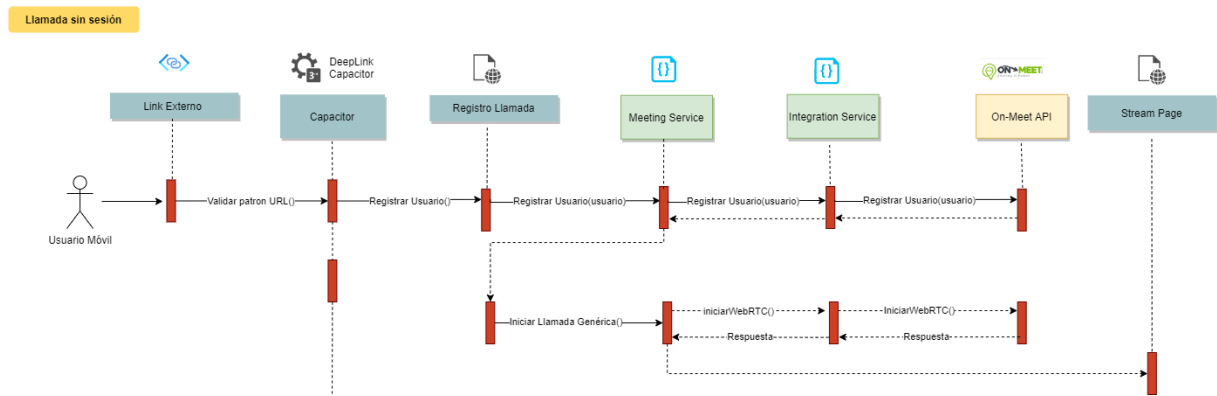 Llamada sin sesión
DeepLink
Capacitor
ON MEET
Link Externo
Capacitor
Registro Llamada
Meeting Service
Integration Service
On-Meet API
Stream Page
Usuario Móvil
Validar patron URL()
Registrar Usuario()
Registrar Usuario(usuario)
Registrar Usuario(usuario)
Registrar Usuario(usuario)
Iniciar Llamada Genérica()
iniciarWebRTC()
IniciarWebRTC()
Respuesta
Respuesta